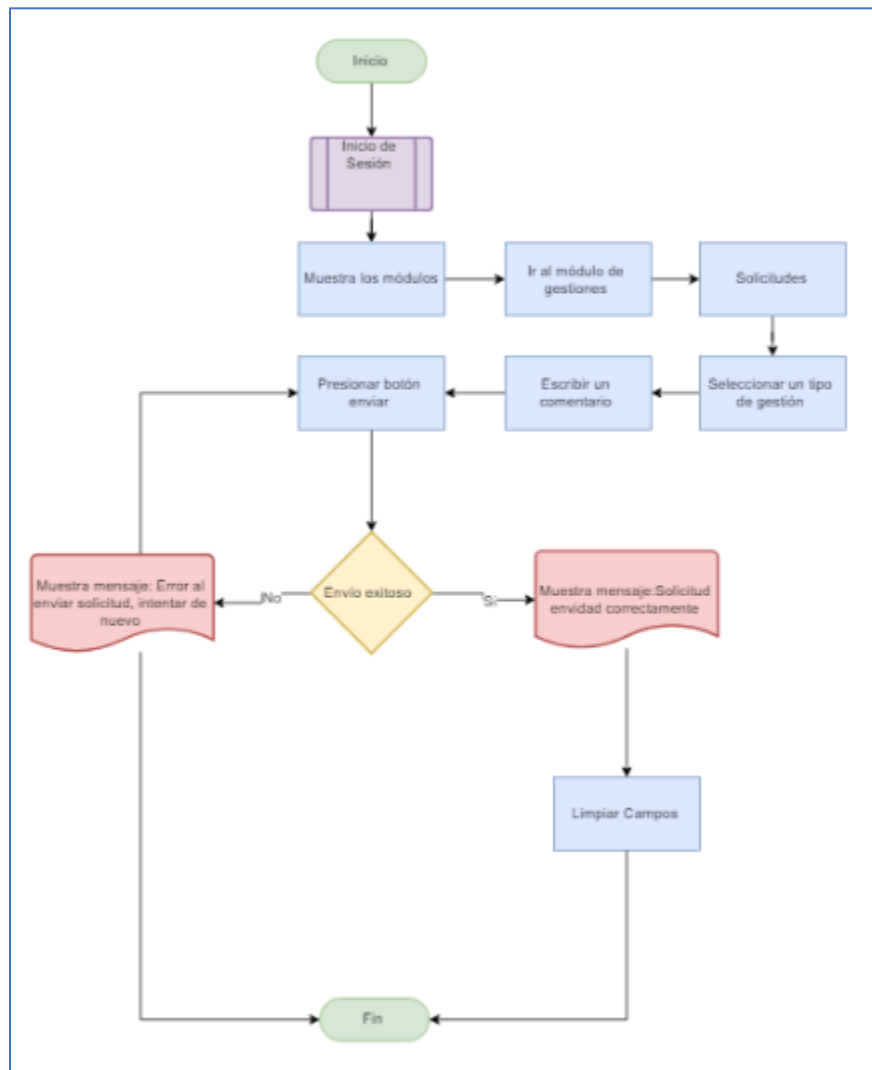 Inicio
Inicio de
Sesión
Muestra los módulos
Ir al módulo de
gestiones
Solicitudes
Presionar botón
enviar
Escribir un
comentario
Seleccionar un tipo
de gestión
Muestra mensaje: Error al
enviar solicitud, intentar de
nuevo
No
Envío exitoso
Si
Muestra mensaje:Solicitud
envidad correctamente
Limpiar Campos
Fin